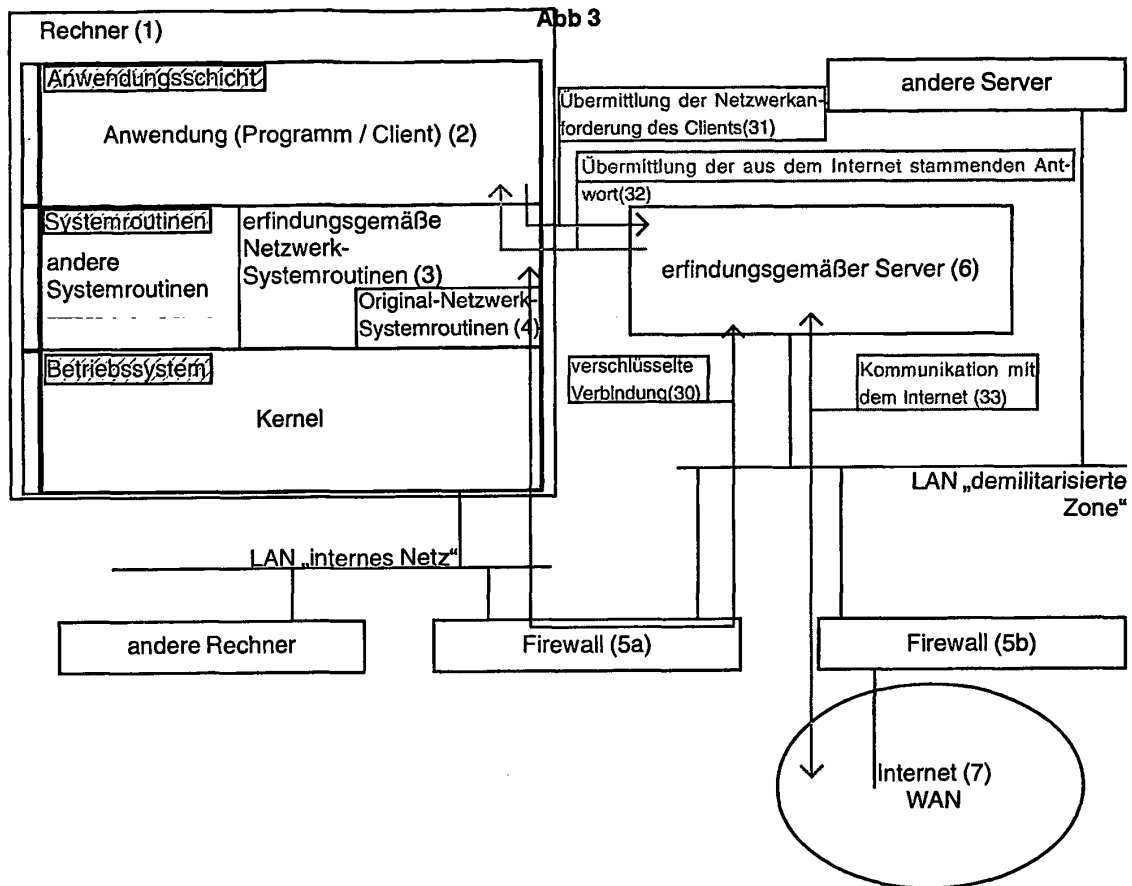 Abb 3
Rechner (1)
Anwendungsschicht
Anwendung (Programm / Client) (2)
Systemroutinen
andere
Systemroutinen
erfindungsgemäße
Netzwerk-
Systemroutinen (3)
Original-Netzwerk-
Systemroutinen (4)
Betriebssystem
Kernel
Übermittlung der Netzwerkan-
forderung des Clients(31)
andere Server
Übermittlung der aus dem Internet stammenden Ant-
wort(32)
erfindungsgemäßer Server (6)
verschlüsselte
Verbindung(30)
Kommunikation mit
dem Internet (33)
LAN „demilitarisierte
Zone“
LAN „internes Netz“
andere Rechner
Firewall (5a)
Firewall (5b)
Internet (7)
WAN